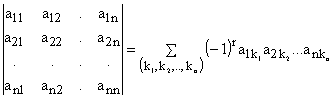 | a₁₁ a₁₂ . a₁ₙ |
| a₂₁ a₂₂ . a₂ₙ |
| . . . . | = ∑ (k₁,k₂,..,kₙ) (−1)ʳ a₁ₖ₁ a₂ₖ₂ ...aₙₖₙ
| aₙ₁ aₙ₂ . aₙₙ |